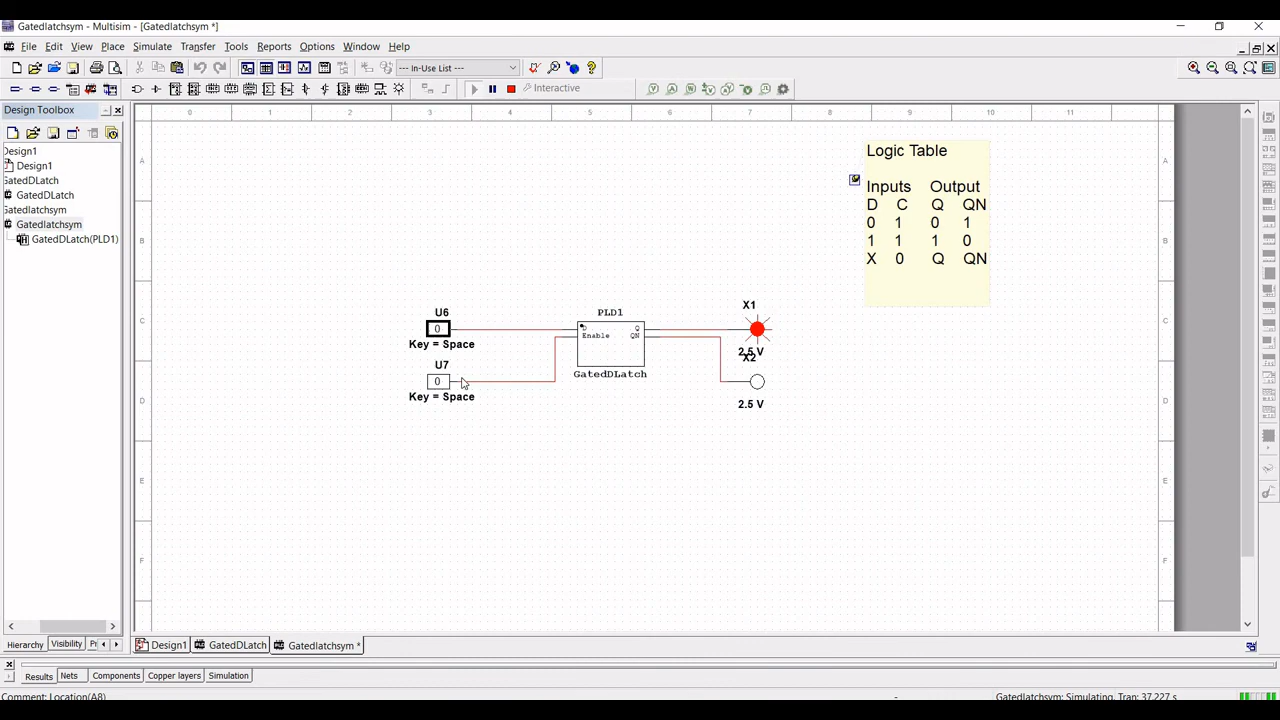 Gatedlatchsym - Multisim - [Gatedlatchsym *]
File Edit View Place Simulate Transfer Tools Reports Options Window Help
--- In-Use List ---
Interactive
Design Toolbox
Design1
Design1
GatedDLatch
Gatedlatchsym
Gatedlatchsym
GatedDLatch(PLD1)
0 1 2 3 4 5 6 7 8 9 10 11
A
B
C
D
E
F
A
B
C
D
E
F
Logic Table
Inputs Output
D C Q QN
0 1 0 1
1 1 1 0
X 0 Q QN
U6
0
Key = Space
U7
0
Key = Space
PLD1
D Q
Enable QN
GatedDLatch
X1
2.5 V
X2
2.5 V
Hierarchy Visibility
Design1 GatedDLatch Gatedlatchsym *
Results Nets Components Copper layers Simulation
Comment: Location(A8) - Gatedlatchsym: Simulating, Tran: 37.227 s